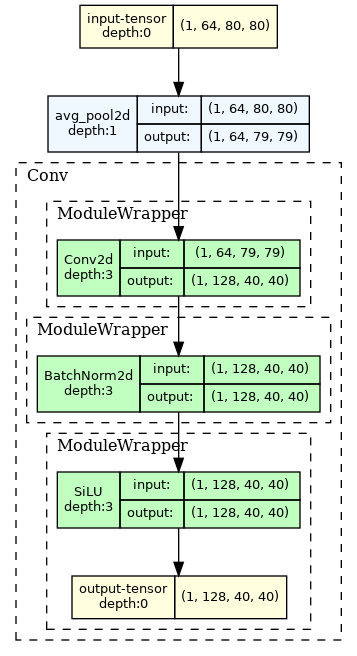 input-tensor
depth:0
(1, 64, 80, 80)
avg_pool2d
depth:1
input:
(1, 64, 80, 80)
output:
(1, 64, 79, 79)
Conv
ModuleWrapper
Conv2d
depth:3
input:
(1, 64, 79, 79)
output:
(1, 128, 40, 40)
ModuleWrapper
BatchNorm2d
depth:3
input:
(1, 128, 40, 40)
output:
(1, 128, 40, 40)
ModuleWrapper
SiLU
depth:3
input:
(1, 128, 40, 40)
output:
(1, 128, 40, 40)
output-tensor
depth:0
(1, 128, 40, 40)